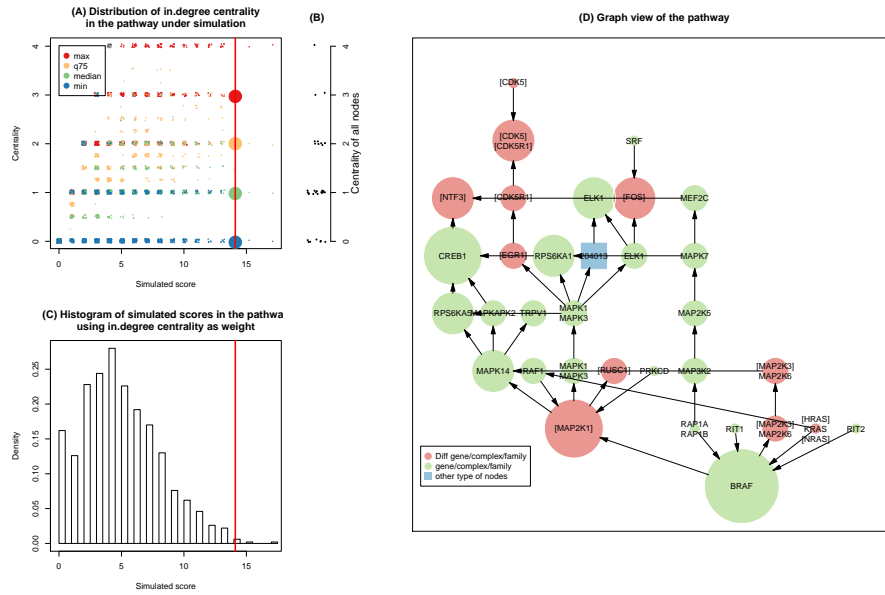 (A) Distribution of in.degree centrality
in the pathway under simulation
max
q75
median
min
Centrality
0
1
2
3
4
0
5
10
15
Simulated score
(B)
Centrality of all nodes
0
1
2
3
4
(C) Histogram of simulated scores in the pathwa
using in.degree centrality as weight
Density
0.00
0.05
0.10
0.15
0.20
0.25
0
5
10
15
Simulated score
(D) Graph view of the pathway
[CDK5]
[CDK5]
[CDK5R1]
SRF
[NTF3]
[CDK5R1]
ELK1
[FOS]
MEF2C
CREB1
[EGR1]
RPS6KA1
204013
ELK1
MAPK7
RPS6KA5
MAPKAPK2
TRPV1
MAPK1
MAPK3
MAP2K5
MAPK14
RAF1
MAPK1
MAPK3
[RUSC1]
PRKCD
MAP3K2
[MAP2K3]
MAP2K6
[MAP2K1]
RAP1A
RAP1B
RIT1
[MAP2K3]
MAP2K6
[HRAS]
KRAS
[NRAS]
RIT2
BRAF
Diff gene/complex/family
gene/complex/family
other type of nodes